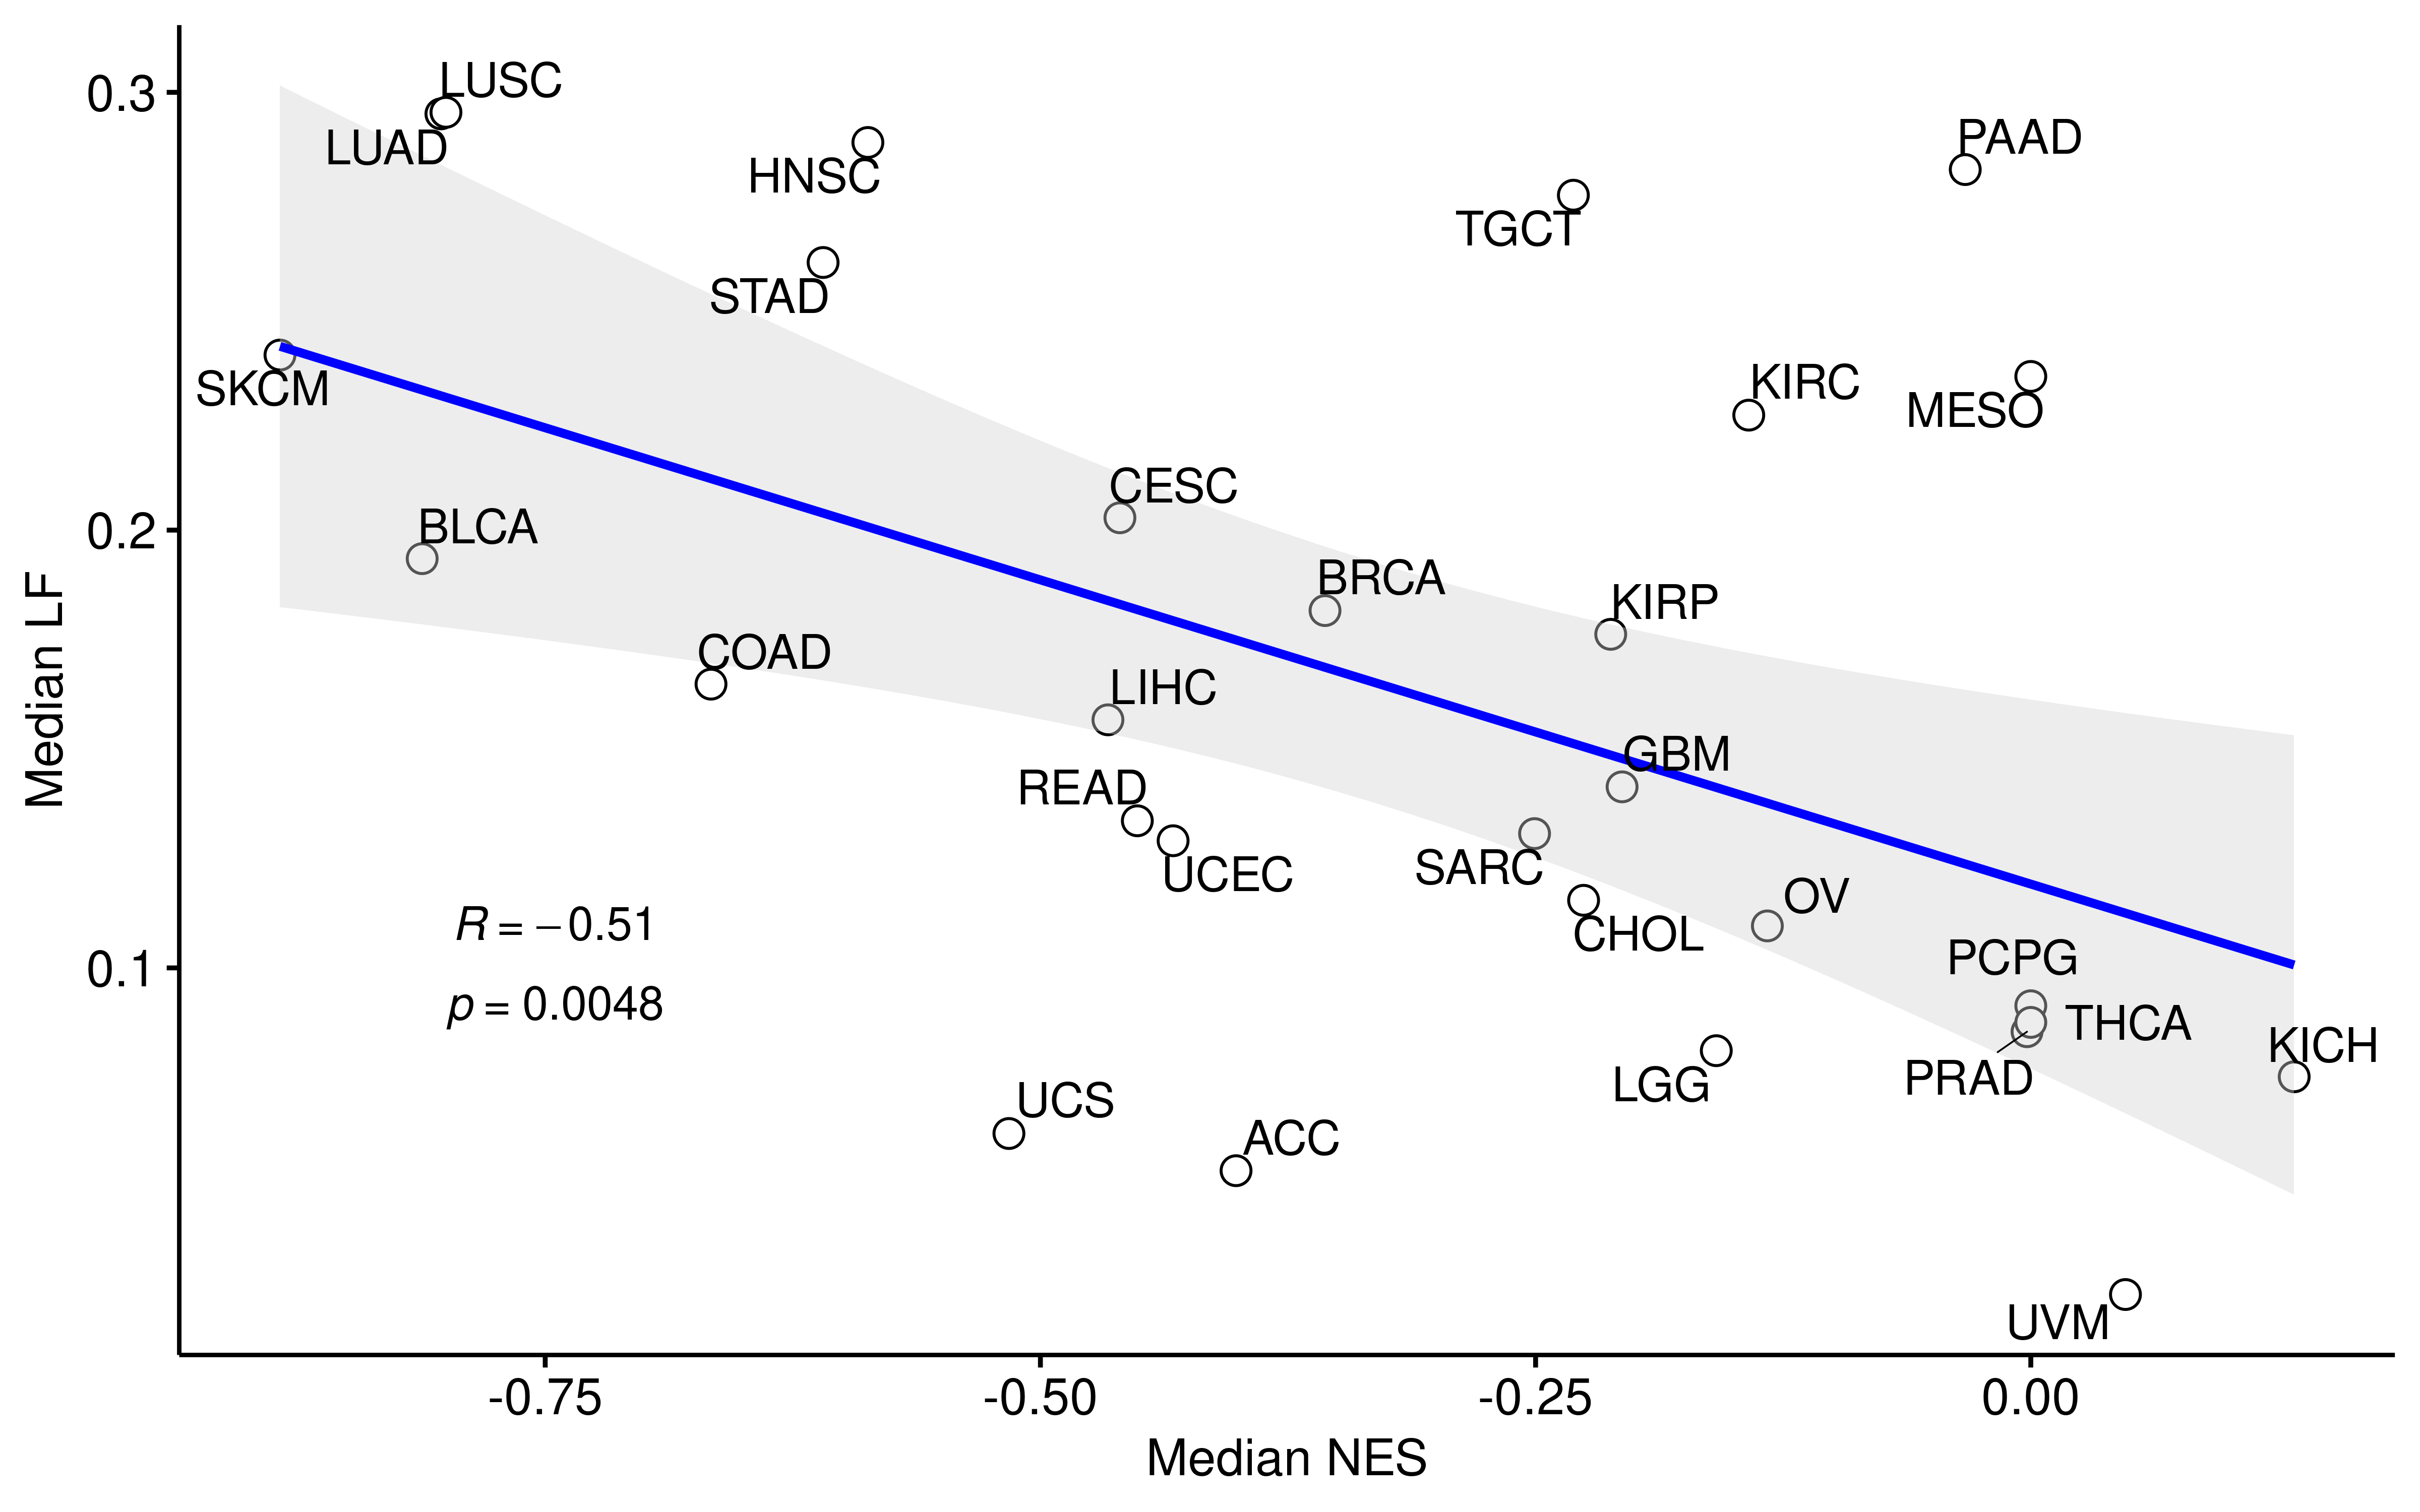 LUSC
0.3
PAAD
LUAD
HNSC
TGCT
STAD
KIRC
SKCM
MESO
CESC
BLCA
0.2
BRCA
KIRP
COAD
LIHC
GBM
Median LF
READ
SARC
UCEC
OV
R = −0.51
CHOL
PCPG
0.1
p = 0.0048
THCA
KICH
PRAD
LGG
UCS
ACC
UVM
-0.75 -0.50 -0.25 0.00
Median NES